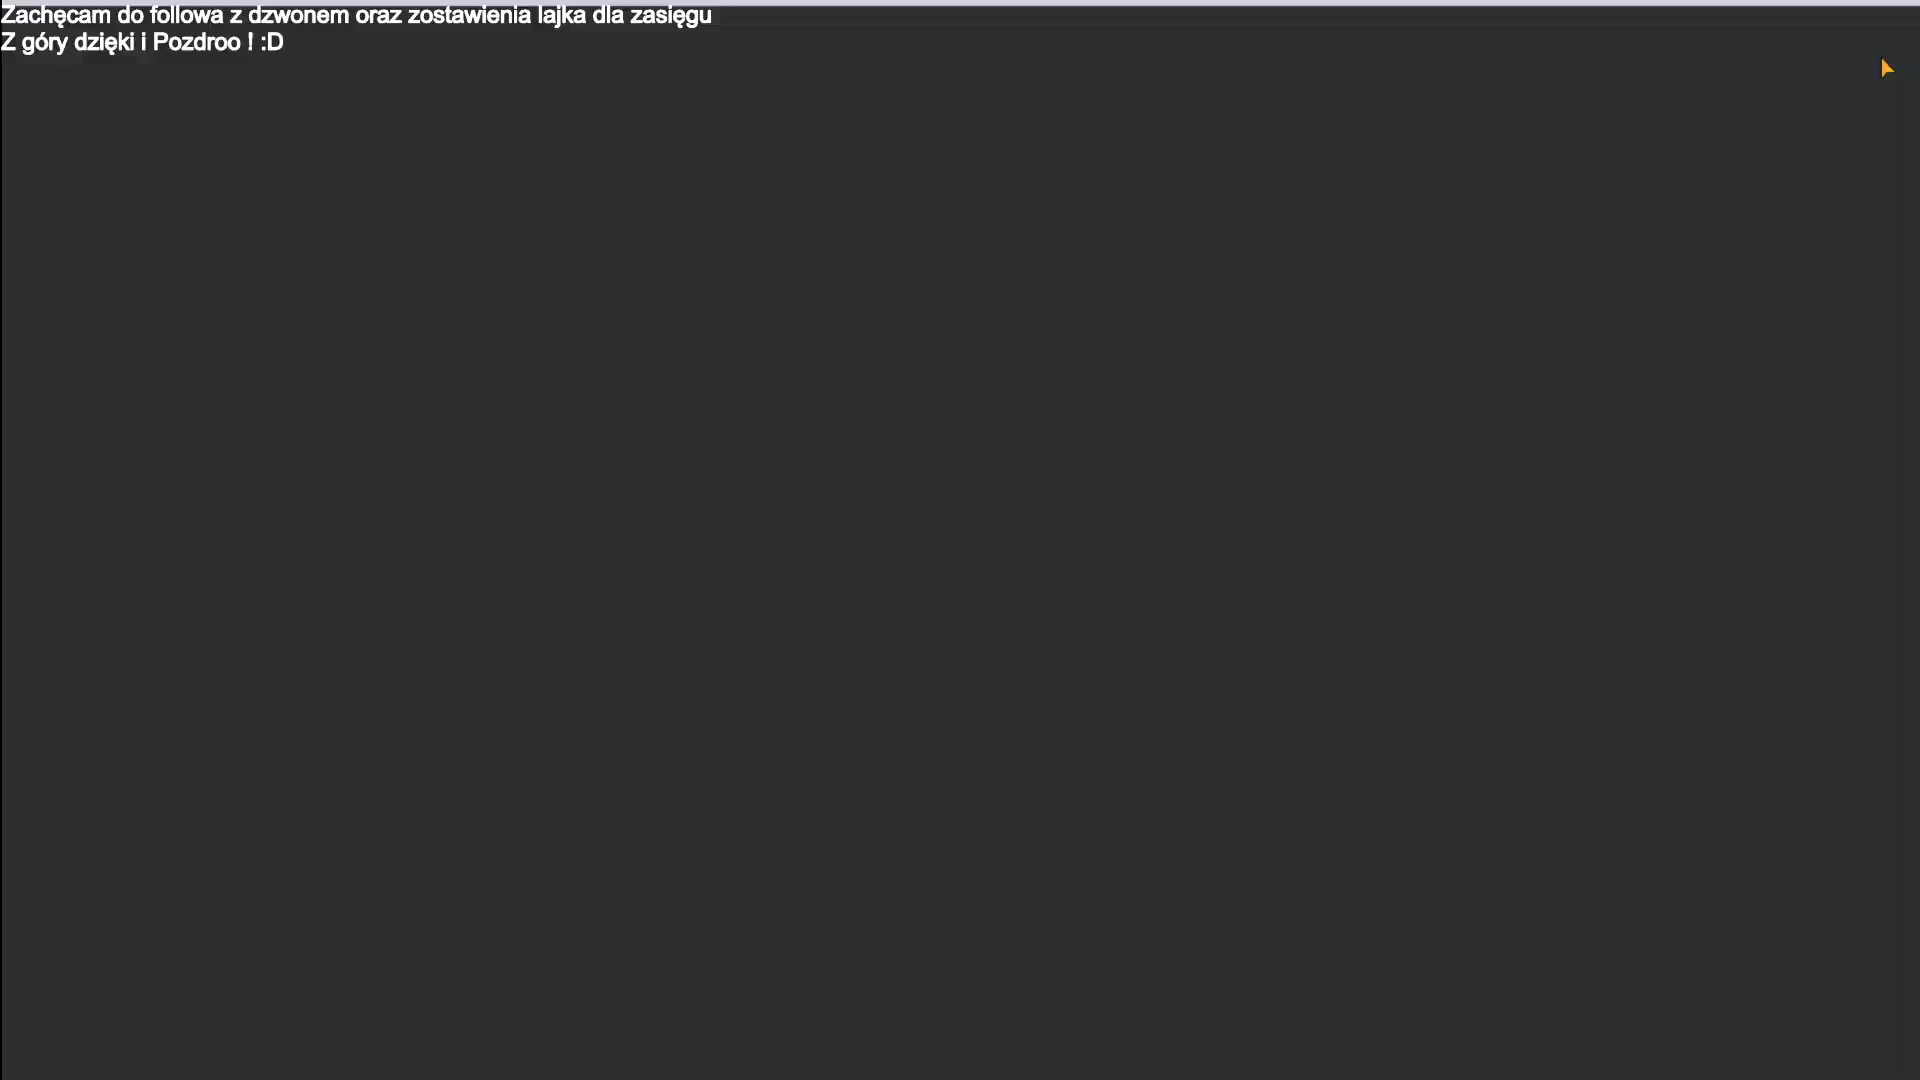 Zachęcam do followa z dzwonem oraz zostawienia lajka dla zasięgu
Z góry dzięki i Pozdroo ! :D